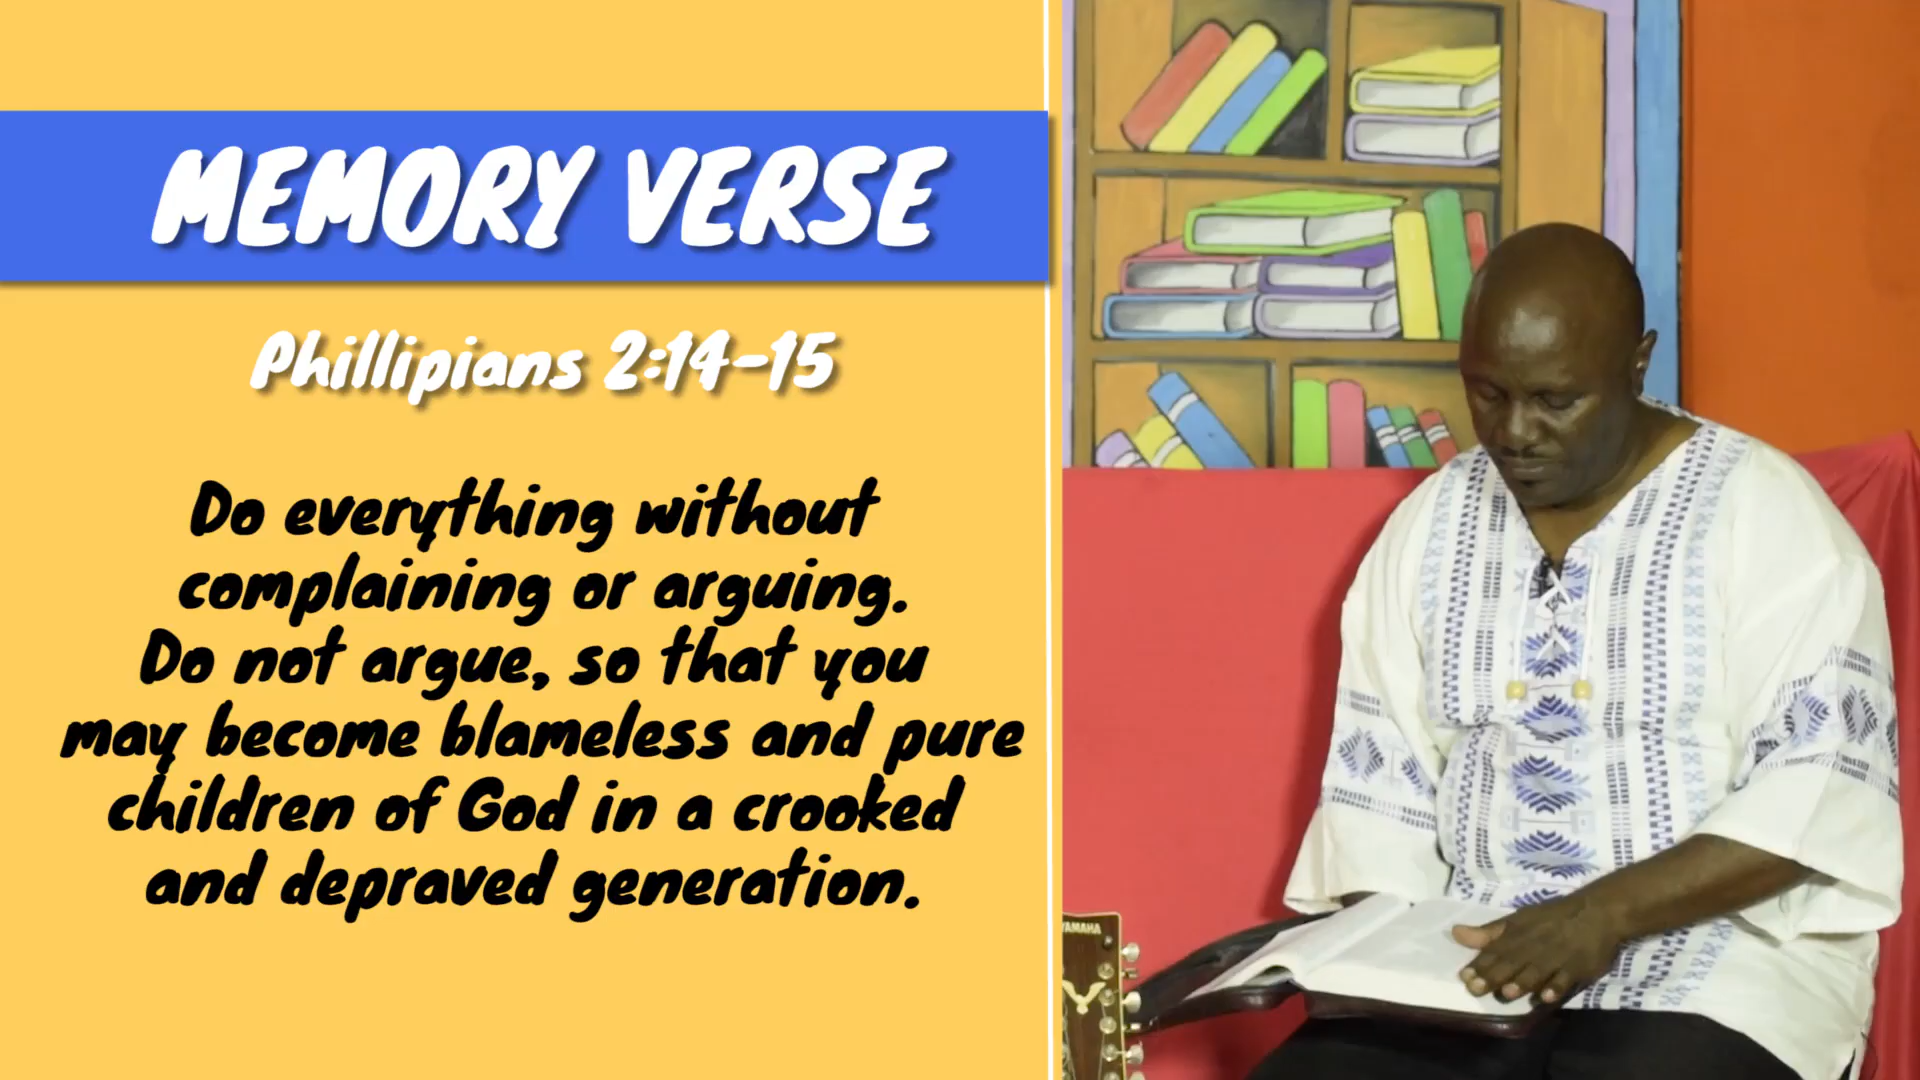 MEMORY VERSE
Phillipians 2:14-15
Do everything without
complaining or arguing.
Do not argue, so that you
may become blameless and pure
children of God in a crooked
and depraved generation.
YAMAHA